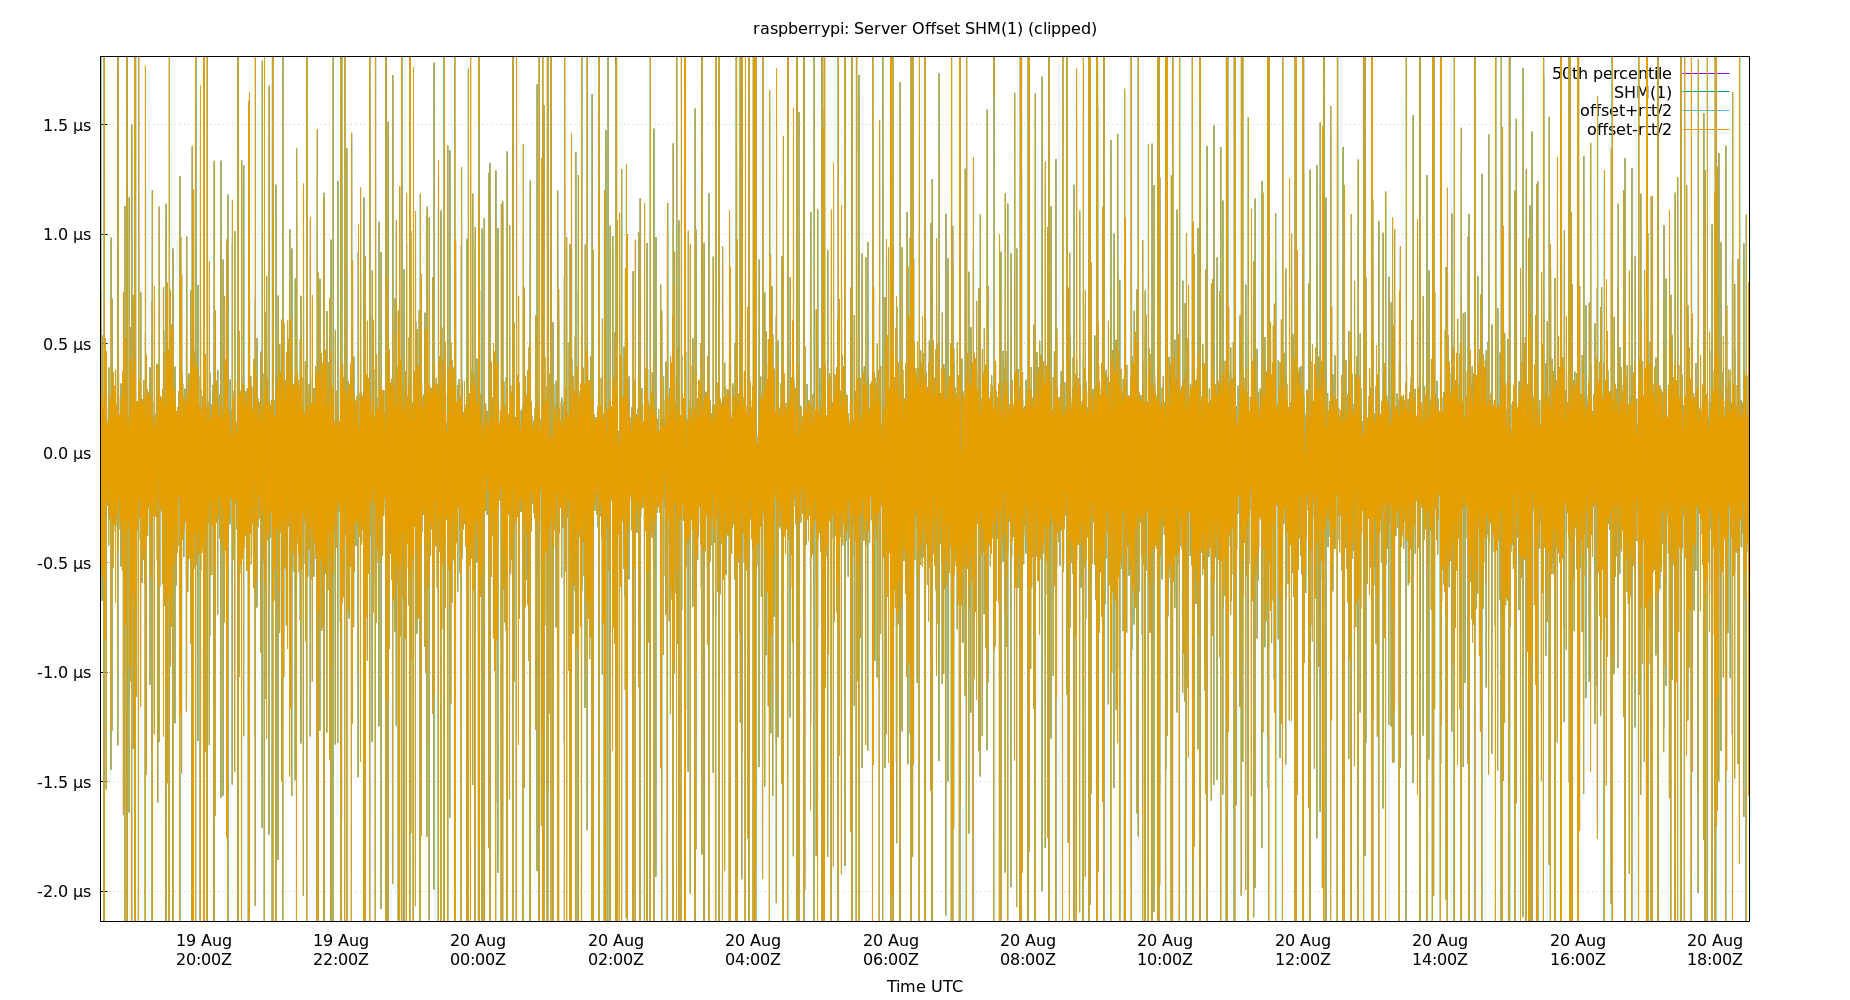 raspberrypi: Server Offset SHM(1) (clipped)
50th percentile
SHM(1)
offset+rtt/2
offset-rtt/2
1.5 µs
1.0 µs
0.5 µs
0.0 µs
-0.5 µs
-1.0 µs
-1.5 µs
-2.0 µs
19 Aug 19 Aug 20 Aug 20 Aug 20 Aug 20 Aug 20 Aug 20 Aug 20 Aug 20 Aug 20 Aug 20 Aug
20:00Z 22:00Z 00:00Z 02:00Z 04:00Z 06:00Z 08:00Z 10:00Z 12:00Z 14:00Z 16:00Z 18:00Z
Time UTC